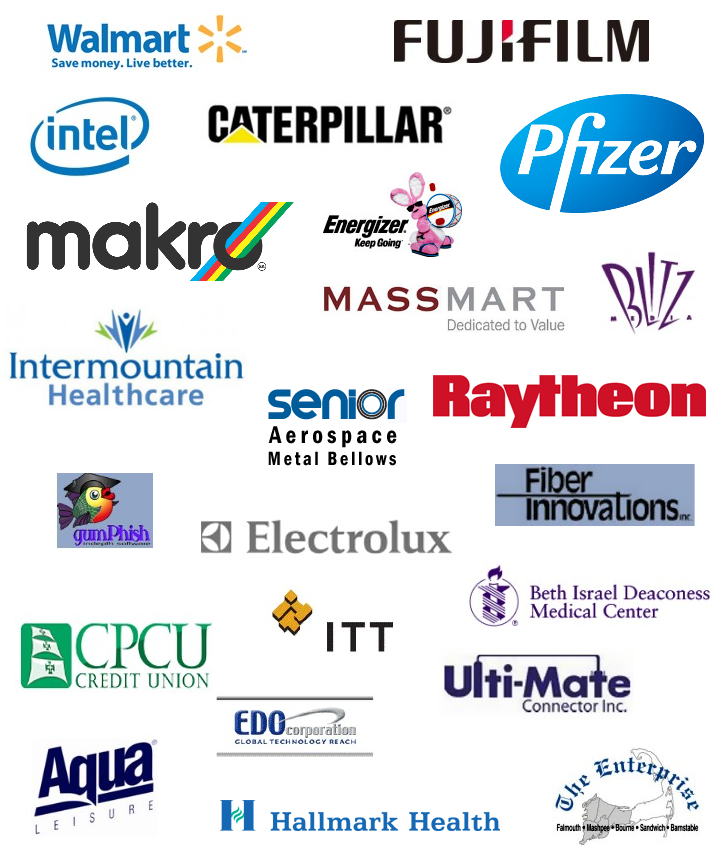 Walmart
Save money. Live better.
FUJIFILM
intel®
CATERPILLAR®
Pfizer
makro
Energizer
Keep Going
Energizer
MASSMART
Dedicated to Value
BLITZ
MEDIA
Intermountain
Healthcare
senior
Aerospace
Metal Bellows
Raytheon
gumPhish
indepth software
Fiber
Innovations inc.
Electrolux
Beth Israel Deaconess
Medical Center
ITT
CPCU
CREDIT UNION
Ulti-Mate
Connector Inc.
EDO corporation
GLOBAL TECHNOLOGY REACH
Aqua
LEISURE
The Enterprise
Falmouth • Mashpee • Bourne • Sandwich • Barnstable
H Hallmark Health